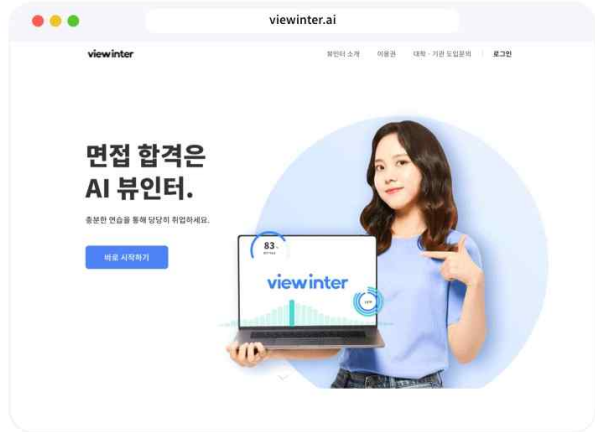 viewinter.ai
viewinter
뷰인터 소개 이용권 대학 · 기관 도입문의 로그인
면접 합격은
AI 뷰인터.
충분한 연습을 통해 당당히 취업하세요.
바로 시작하기
83
viewinter